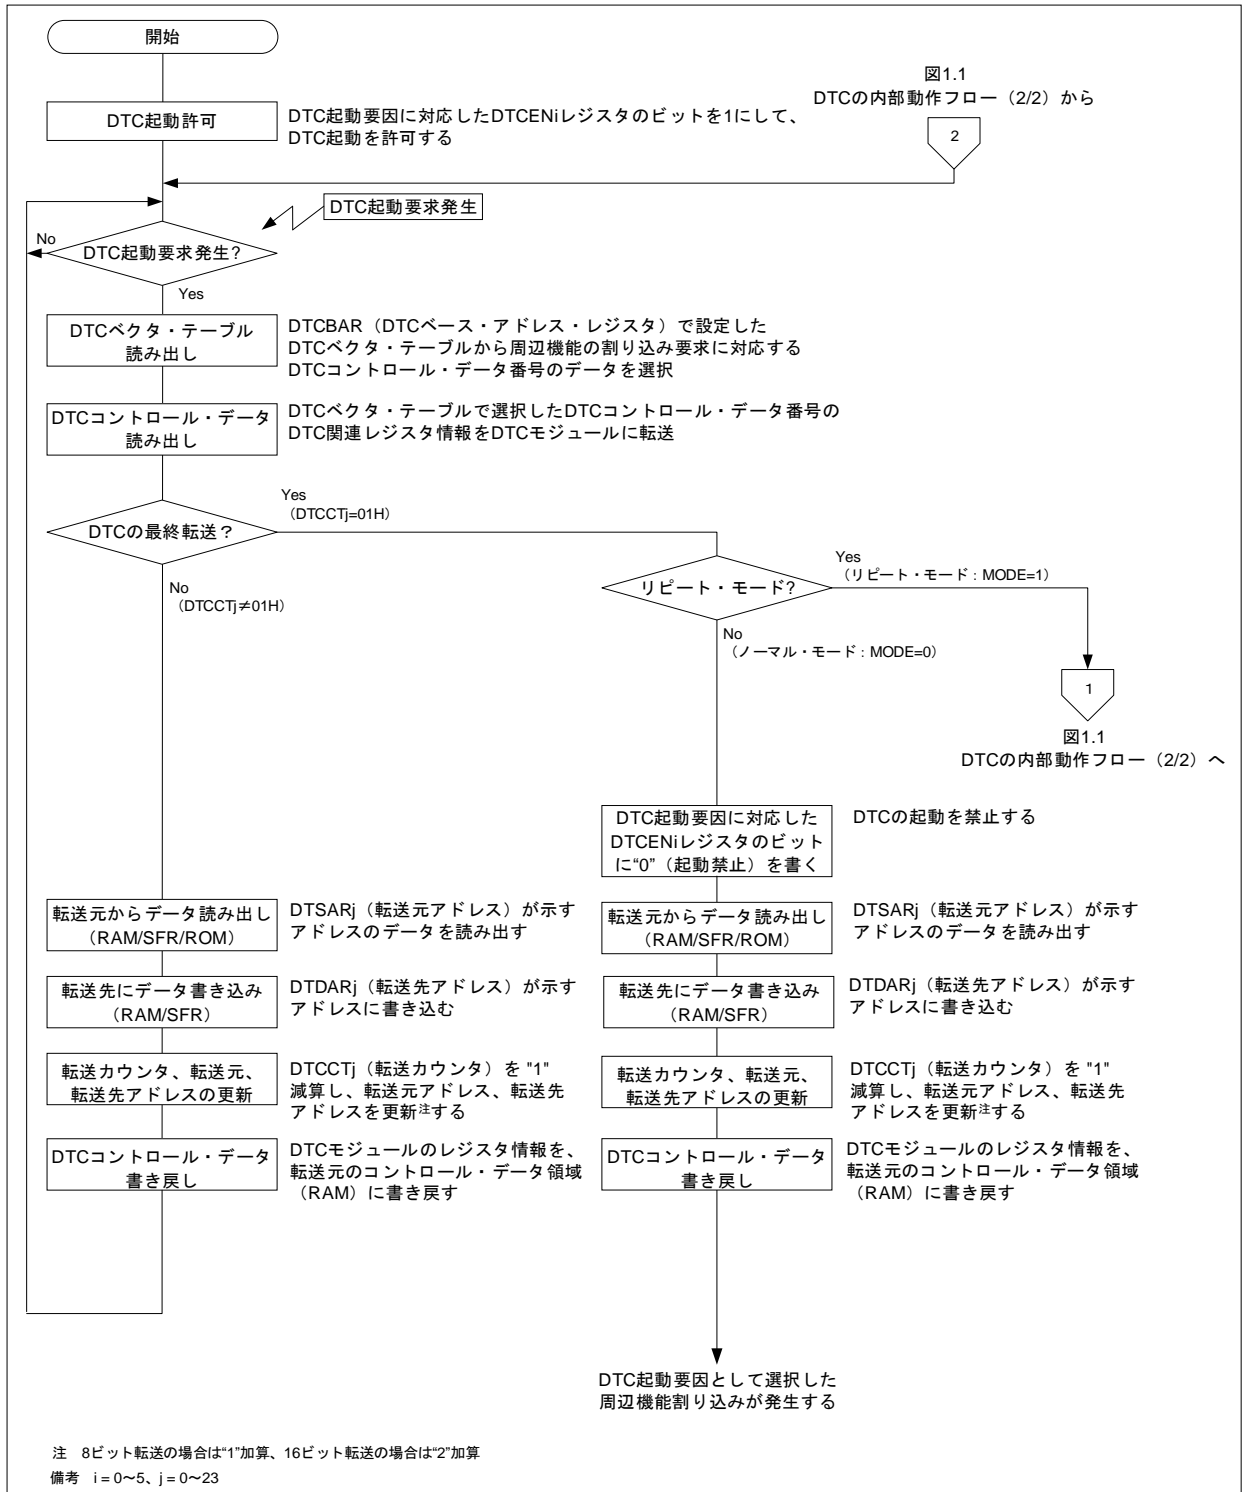 開始
図1.1
DTCの内部動作フロー（2/2）から
2
DTC起動許可
DTC起動要因に対応したDTCENiレジスタのビットを1にして、
DTC起動を許可する
DTC起動要求発生
No
DTC起動要求発生?
Yes
DTCベクタ・テーブル
読み出し
DTCBAR（DTCベース・アドレス・レジスタ）で設定した
DTCベクタ・テーブルから周辺機能の割り込み要求に対応する
DTCコントロール・データ番号のデータを選択
DTCコントロール・データ
読み出し
DTCベクタ・テーブルで選択したDTCコントロール・データ番号の
DTC関連レジスタ情報をDTCモジュールに転送
DTCの最終転送？
Yes
（DTCCTj=01H）
No
（DTCCTj≠01H）
リピート・モード?
Yes
（リピート・モード：MODE=1）
No
（ノーマル・モード：MODE=0）
1
図1.1
DTCの内部動作フロー（2/2）へ
DTC起動要因に対応した
DTCENiレジスタのビット
に“0”（起動禁止）を書く
DTCの起動を禁止する
転送元からデータ読み出し
（RAM/SFR/ROM）
DTSARj（転送元アドレス）が示す
アドレスのデータを読み出す
転送元からデータ読み出し
（RAM/SFR/ROM）
DTSARj（転送元アドレス）が示す
アドレスのデータを読み出す
転送先にデータ書き込み
（RAM/SFR）
DTDARj（転送先アドレス）が示す
アドレスに書き込む
転送先にデータ書き込み
（RAM/SFR）
DTDARj（転送先アドレス）が示す
アドレスに書き込む
転送カウンタ、転送元、
転送先アドレスの更新
DTCCTj（転送カウンタ）を "1"
減算し、転送元アドレス、転送先
アドレスを更新注する
転送カウンタ、転送元、
転送先アドレスの更新
DTCCTj（転送カウンタ）を "1"
減算し、転送元アドレス、転送先
アドレスを更新注する
DTCコントロール・データ
書き戻し
DTCモジュールのレジスタ情報を、
転送元のコントロール・データ領域
（RAM）に書き戻す
DTCコントロール・データ
書き戻し
DTCモジュールのレジスタ情報を、
転送元のコントロール・データ領域
（RAM）に書き戻す
DTC起動要因として選択した
周辺機能割り込みが発生する
注　8ビット転送の場合は“1”加算、16ビット転送の場合は“2”加算
備考　i = 0～5、j = 0～23